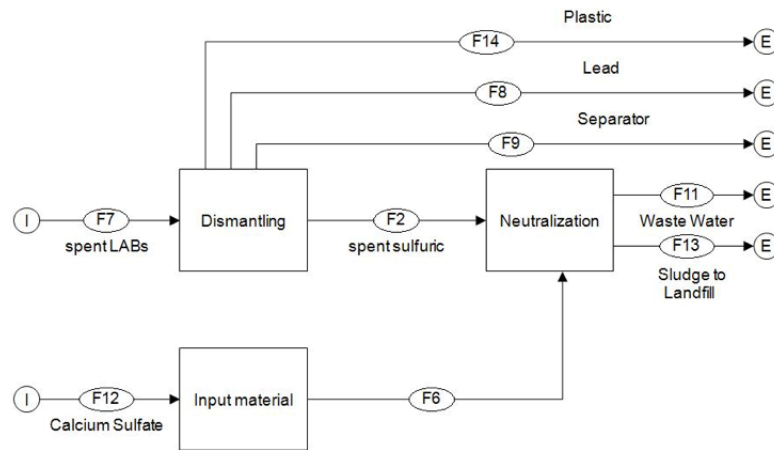 Plastic
F14
E
Lead
F8
E
Separator
F9
E
I
F7
spent LABs
Dismantling
F2
spent sulfuric
Neutralization
F11
E
Waste Water
F13
E
Sludge to
Landfill
I
F12
Calcium Sulfate
Input material
F6